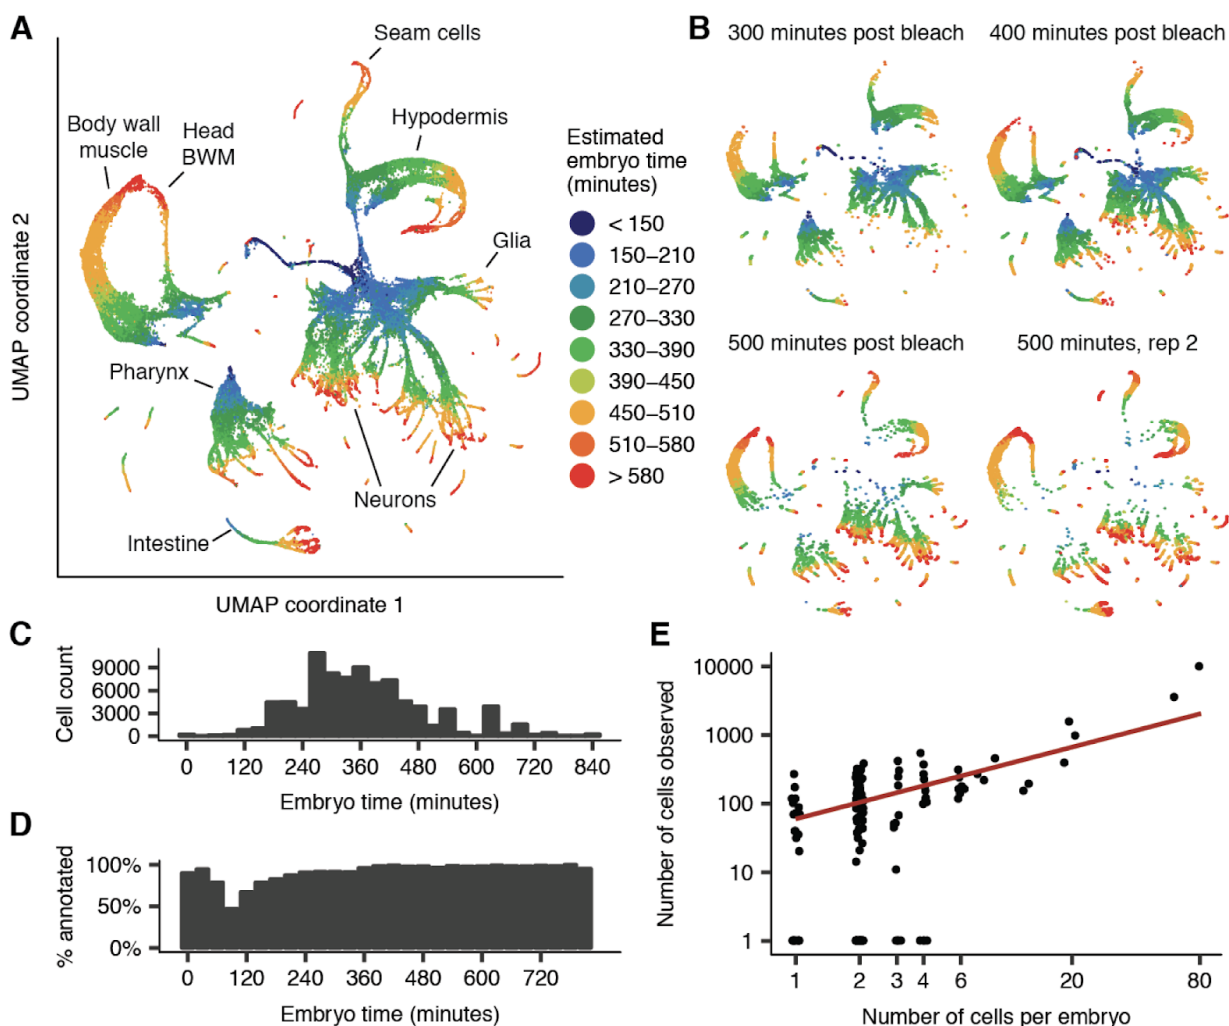 A
Seam cells
Body wall
muscle
Head
BWM
Hypodermis
Glia
Pharynx
Neurons
Intestine
UMAP coordinate 2
UMAP coordinate 1
Estimated
embryo time
(minutes)
< 150
150–210
210–270
270–330
330–390
390–450
450–510
510–580
> 580
B
300 minutes post bleach
400 minutes post bleach
500 minutes post bleach
500 minutes, rep 2
C
Cell count
9000
6000
3000
0
0 120 240 360 480 600 720 840
Embryo time (minutes)
D
% annotated
100%
50%
0%
0 120 240 360 480 600 720
Embryo time (minutes)
E
Number of cells observed
10000
1000
100
10
1
1 2 3 4 6 20 80
Number of cells per embryo